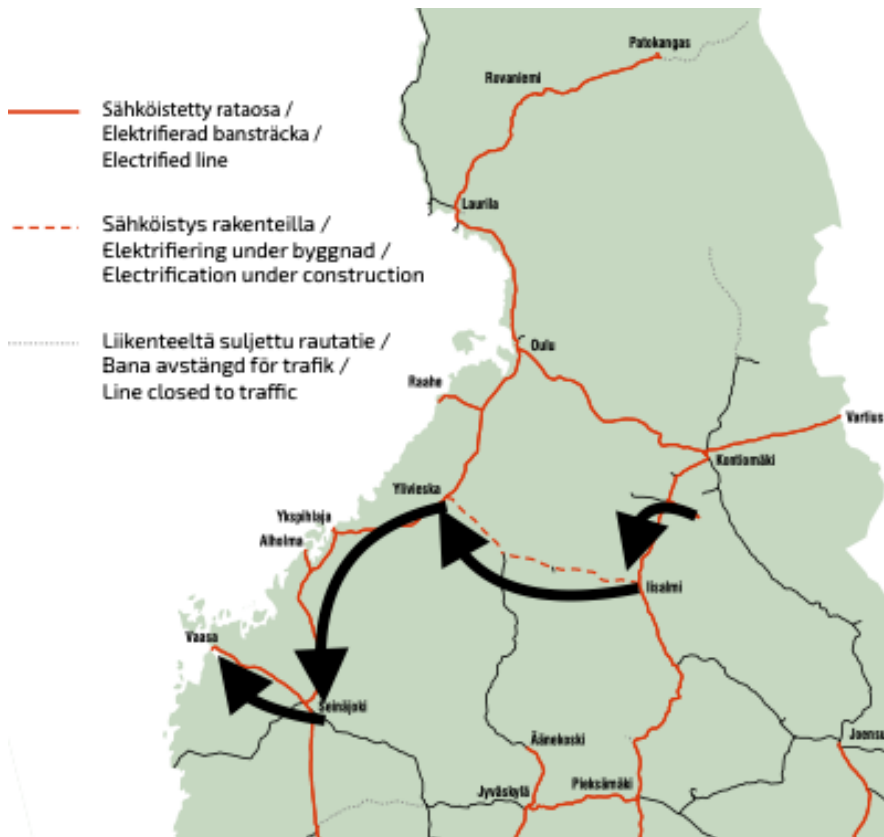 Patokangas
Rovaniemi
Sähköistetty rataosa /
Elektrifierad bansträcka /
Electrified line
Laurila
Sähköistys rakenteilla /
Elektrifiering under byggnad /
Electrification under construction
Liikenteeltä suljettu rautatie /
Bana avstängd för trafik /
Line closed to traffic
Oulu
Raahe
Vartius
Kontiomäki
Ylivieska
Ykspihlaja
Alholma
Iisalmi
Vaasa
Seinäjoki
Äänekoski
Joensu
Pieksämäki
Jyväskylä